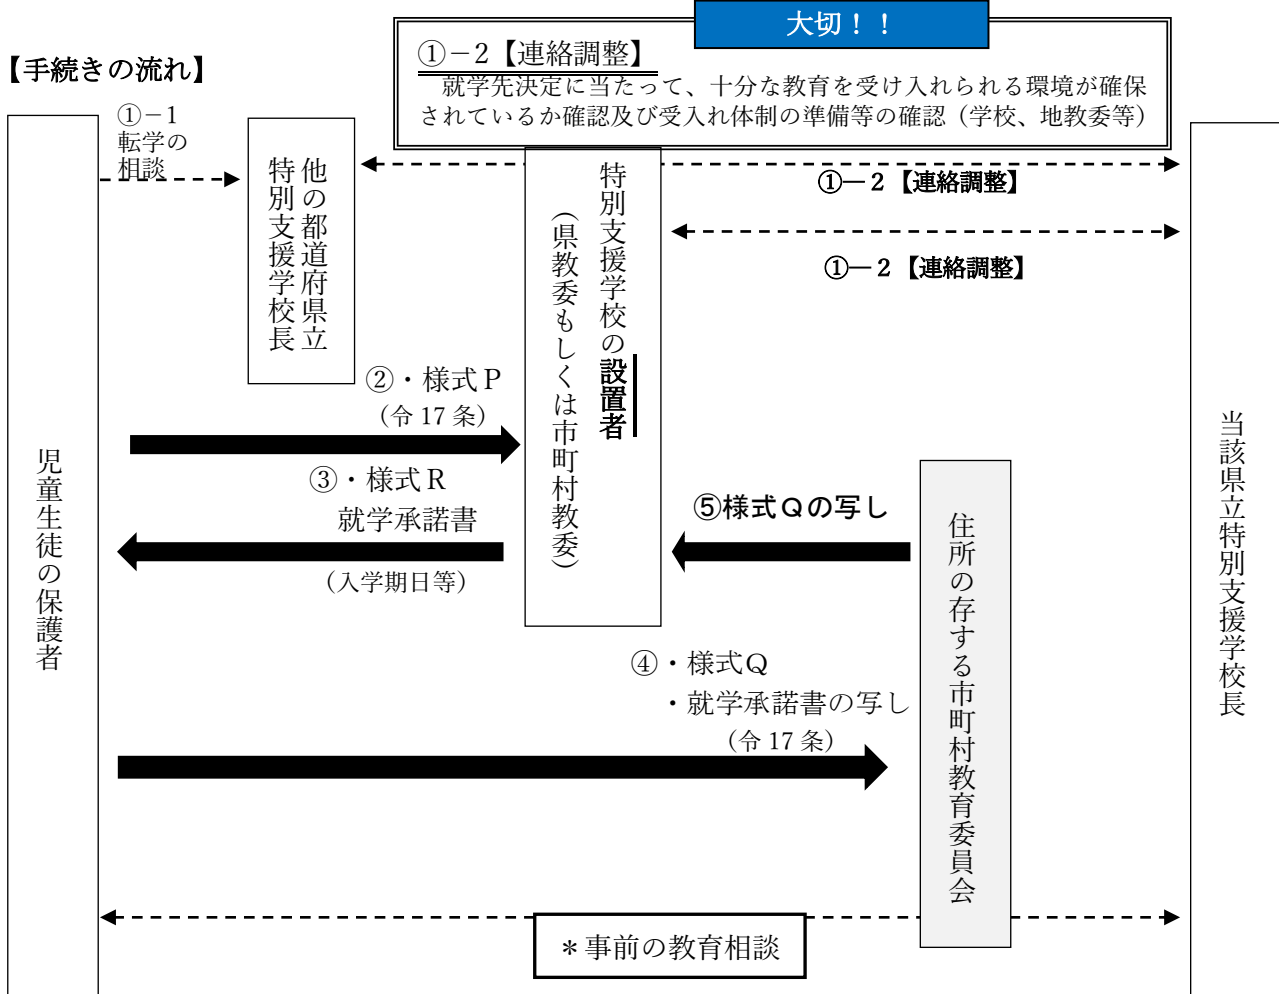 大切！！
①－2【連絡調整】
就学先決定に当たって、十分な教育を受け入れられる環境が確保
されているか確認及び受入れ体制の準備等の確認（学校、地教委等）
【手続きの流れ】
①－1
転学の
相談
他の都道府県立
特別支援学校長
特別支援学校の設置者
（県教委もしくは市町村教委）
①－２【連絡調整】
①－２【連絡調整】
②・様式Ｐ
（令 17 条）
③・様式Ｒ
就学承諾書
（入学期日等）
⑤様式Ｑの写し
④・様式Ｑ
・就学承諾書の写し
（令 17 条）
児童生徒の保護者
住所の存する市町村教育委員会
当該県立特別支援学校長
＊事前の教育相談